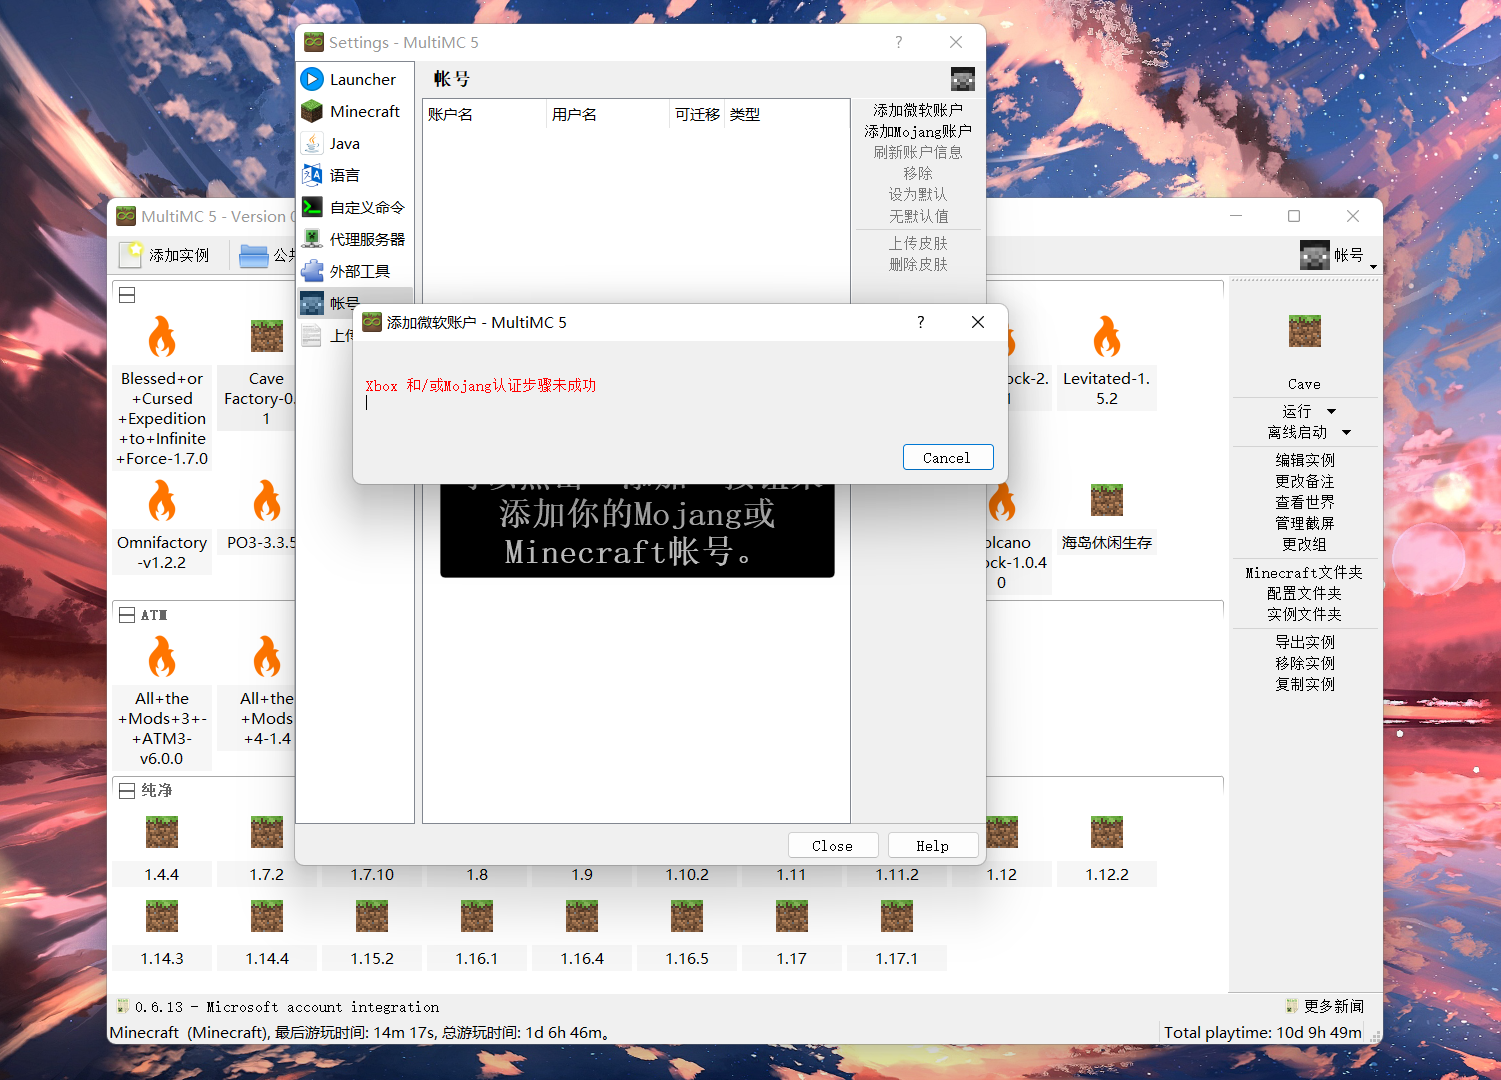 Settings - MultiMC 5
Launcher
Minecraft
Java
语言
自定义命令
代理服务器
外部工具
帐号
上传
帐号
账户名
用户名
可迁移
类型
添加微软账户
添加Mojang账户
刷新账户信息
移除
设为默认
无默认值
上传皮肤
删除皮肤
添加你的Mojang或
Minecraft帐号。
Close
Help
添加微软账户 - MultiMC 5
Xbox 和/或Mojang认证步骤未成功
Cancel
MultiMC 5 - Version 0
添加实例
公共
帐号
Blessed+or
+Cursed
+Expedition
+to+Infinite
+Force-1.7.0
Cave
Factory-0.
1
ock-2.
1
Levitated-1.
5.2
Omnifactory
-v1.2.2
PO3-3.3.5
olcano
ock-1.0.4
0
海岛休闲生存
ATM
All+the
+Mods+3+-
+ATM3-
v6.0.0
All+the
+Mods
+4-1.4
纯净
1.4.4
1.7.2
1.7.10
1.8
1.9
1.10.2
1.11
1.11.2
1.12
1.12.2
1.14.3
1.14.4
1.15.2
1.16.1
1.16.4
1.16.5
1.17
1.17.1
Cave
运行
离线启动
编辑实例
更改备注
查看世界
管理截屏
更改组
Minecraft文件夹
配置文件夹
实例文件夹
导出实例
移除实例
复制实例
0.6.13 - Microsoft account integration
更多新闻
Minecraft (Minecraft), 最后游玩时间: 14m 17s, 总游玩时间: 1d 6h 46m。
Total playtime: 10d 9h 49m